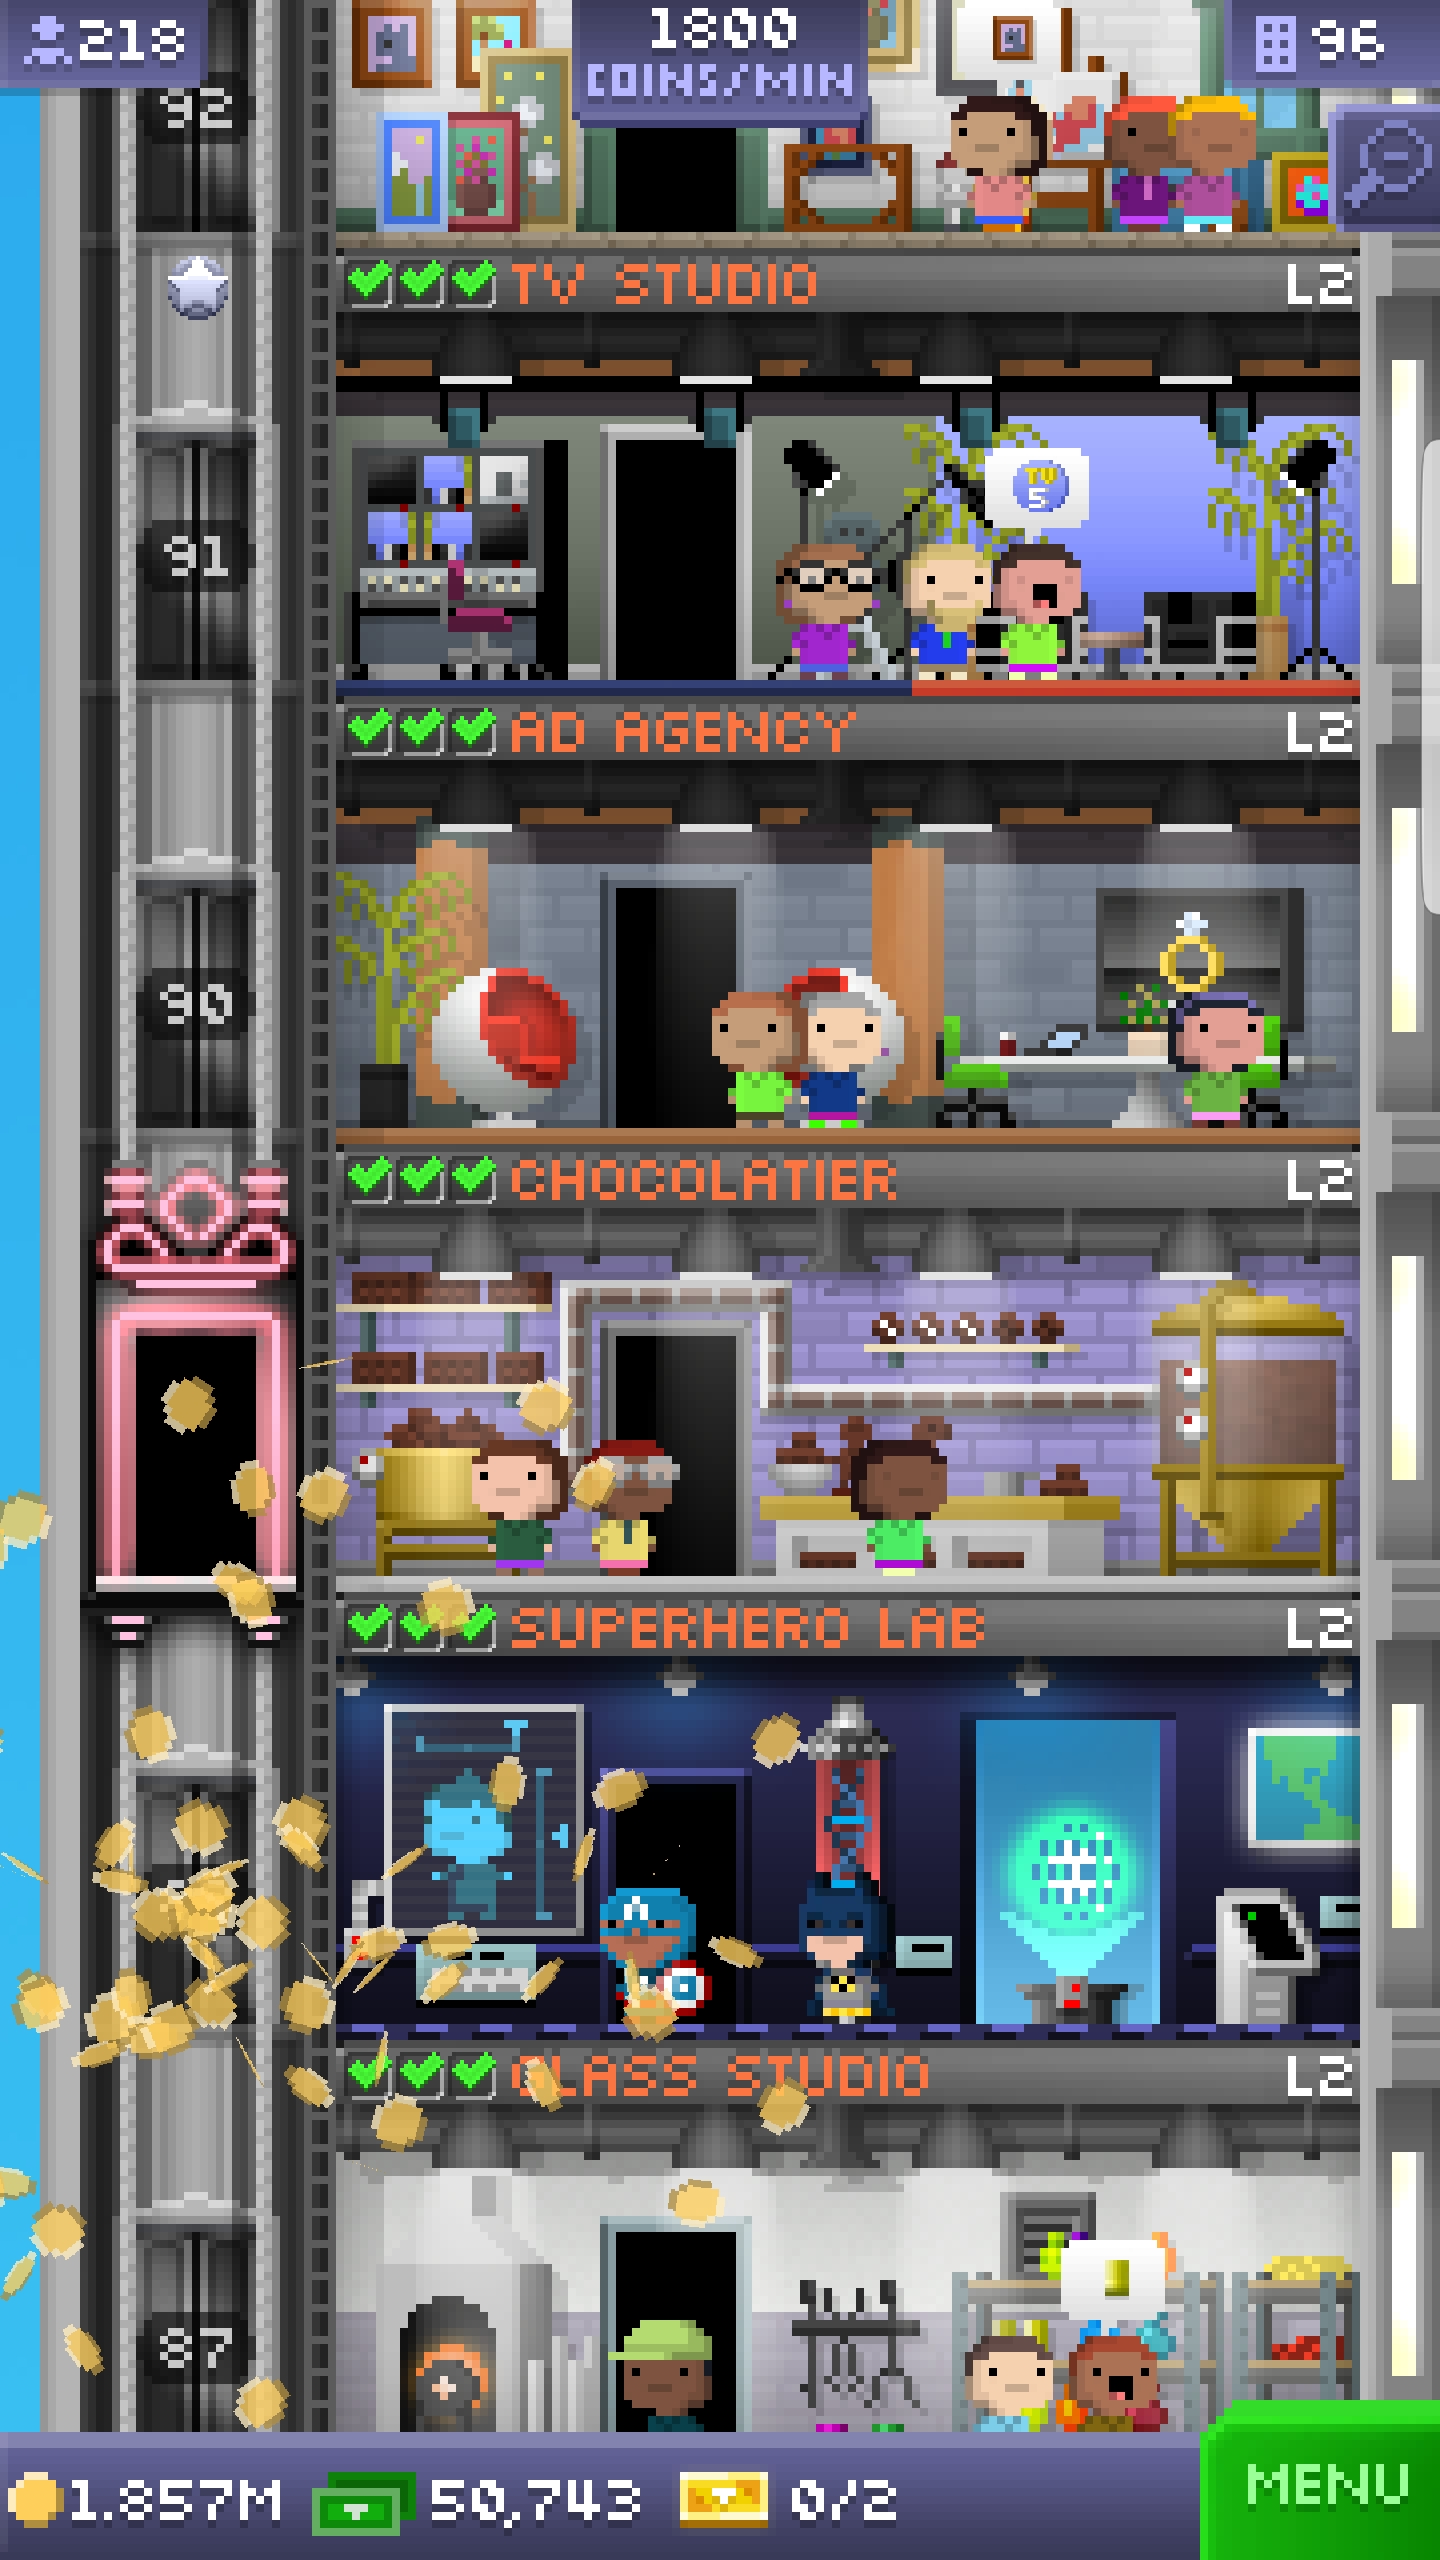 218
1800
COINS/MIN
96
92
TV STUDIO L2
TV
5
91
AD AGENCY L2
90
CHOCOLATIER L2
SUPERHERO LAB L2
GLASS STUDIO L2
87
1.857M 50,743 0/2
MENU